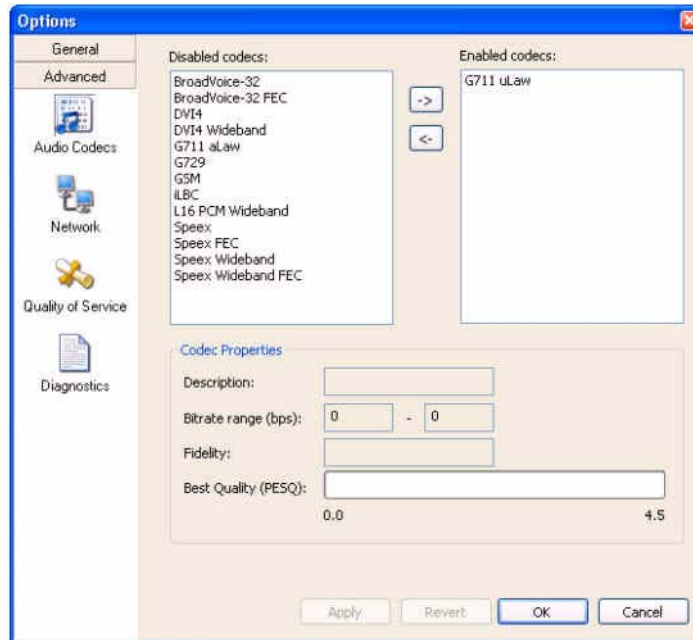 Options
General
Advanced
Audio Codecs
Network
Quality of Service
Diagnostics
Disabled codecs:
BroadVoice-32
BroadVoice-32 FEC
DVI4
DVI4 Wideband
G711 aLaw
G729
GSM
iLBC
L16 PCM Wideband
Speex
Speex FEC
Speex Wideband
Speex Wideband FEC
->
<-
Enabled codecs:
G711 uLaw
Codec Properties
Description:
Bitrate range (bps): 0 - 0
Fidelity:
Best Quality (PESQ):
0.0 4.5
Apply Revert OK Cancel